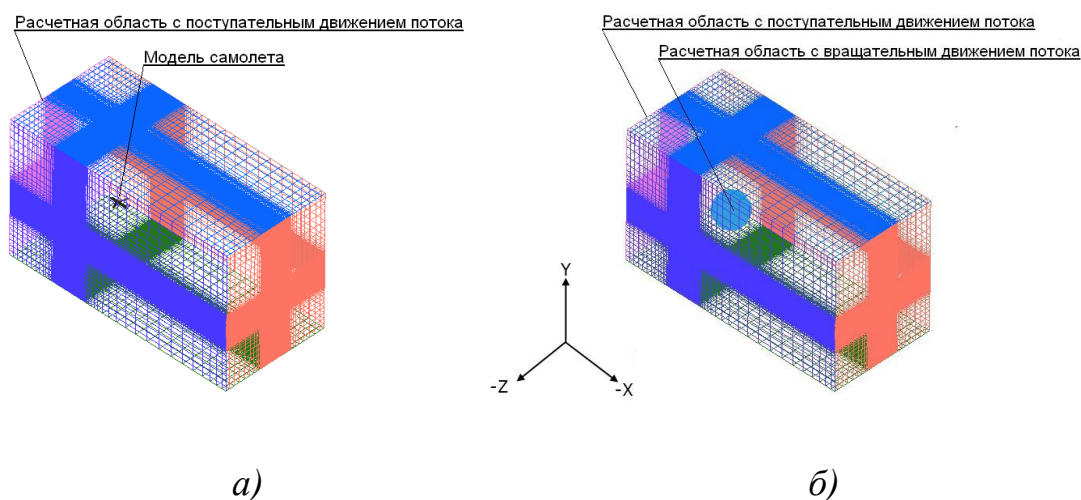 Расчетная область с поступательным движением потока
Модель самолета
Расчетная область с поступательным движением потока
Расчетная область с вращательным движением потока
Y
-Z
-X
а)
б)